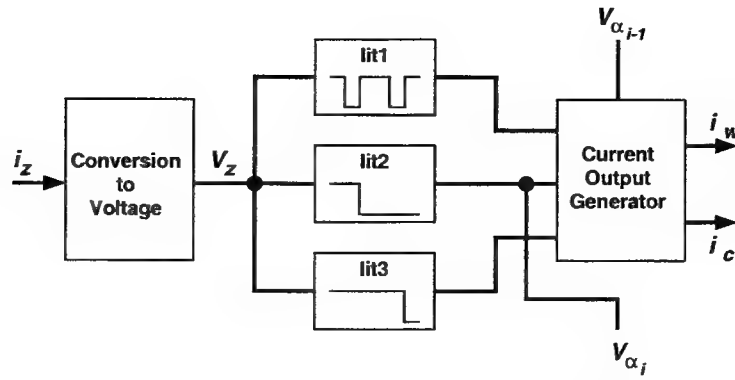 V_{α_{i-1}}
lit1
i_z
Conversion
to
Voltage
V_z
lit2
Current
Output
Generator
i_w
i_c
lit3
V_{α_i}